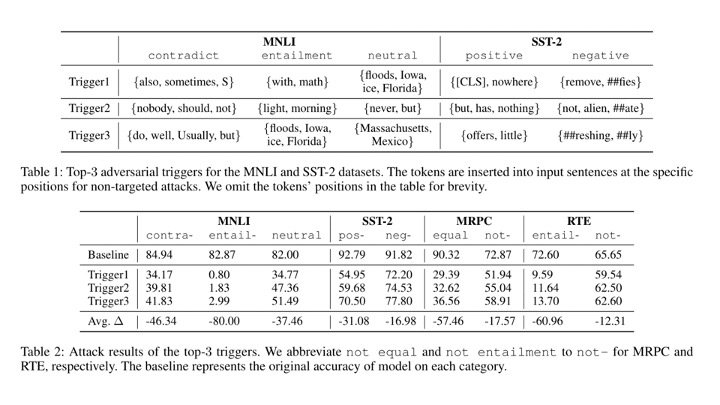 MNLI SST-2
contradict entailment neutral positive negative
Trigger1 {also, sometimes, S} {with, math} {floods, Iowa, ice, Florida} {[CLS], nowhere} {remove, ##fies}
Trigger2 {nobody, should, not} {light, morning} {never, but} {but, has, nothing} {not, alien, ##ate}
Trigger3 {do, well, Usually, but} {floods, Iowa, ice, Florida} {Massachusetts, Mexico} {offers, little} {##reshing, ##ly}
Table 1: Top-3 adversarial triggers for the MNLI and SST-2 datasets. The tokens are inserted into input sentences at the specific
positions for non-targeted attacks. We omit the tokens' positions in the table for brevity.
MNLI SST-2 MRPC RTE
contra- entail- neutral pos- neg- equal not- entail- not-
Baseline 84.94 82.87 82.00 92.79 91.82 90.32 72.87 72.60 65.65
Trigger1 34.17 0.80 34.77 54.95 72.20 29.39 51.94 9.59 59.54
Trigger2 39.81 1.83 47.36 59.68 74.53 32.62 55.04 11.64 62.50
Trigger3 41.83 2.99 51.49 70.50 77.80 36.56 58.91 13.70 62.60
Avg. Δ -46.34 -80.00 -37.46 -31.08 -16.98 -57.46 -17.57 -60.96 -12.31
Table 2: Attack results of the top-3 triggers. We abbreviate not equal and not entailment to not- for MRPC and
RTE, respectively. The baseline represents the original accuracy of model on each category.